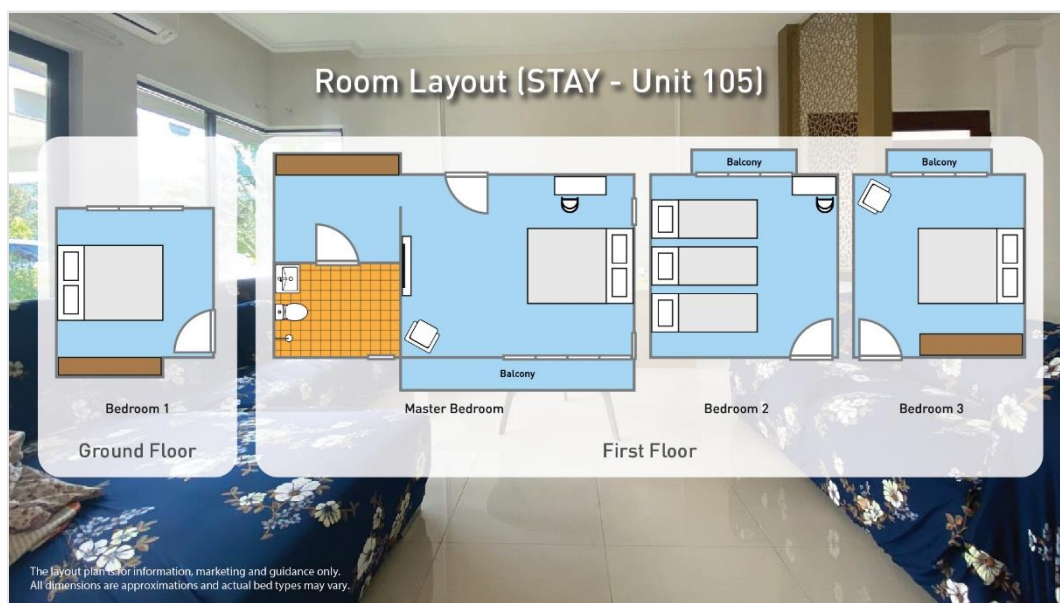 Room Layout (STAY - Unit 105)
Balcony
Balcony
Balcony
Bedroom 1
Master Bedroom
Bedroom 2
Bedroom 3
Ground Floor
First Floor
The layout plan is for information, marketing and guidance only.
All dimensions are approximations and actual bed types may vary.